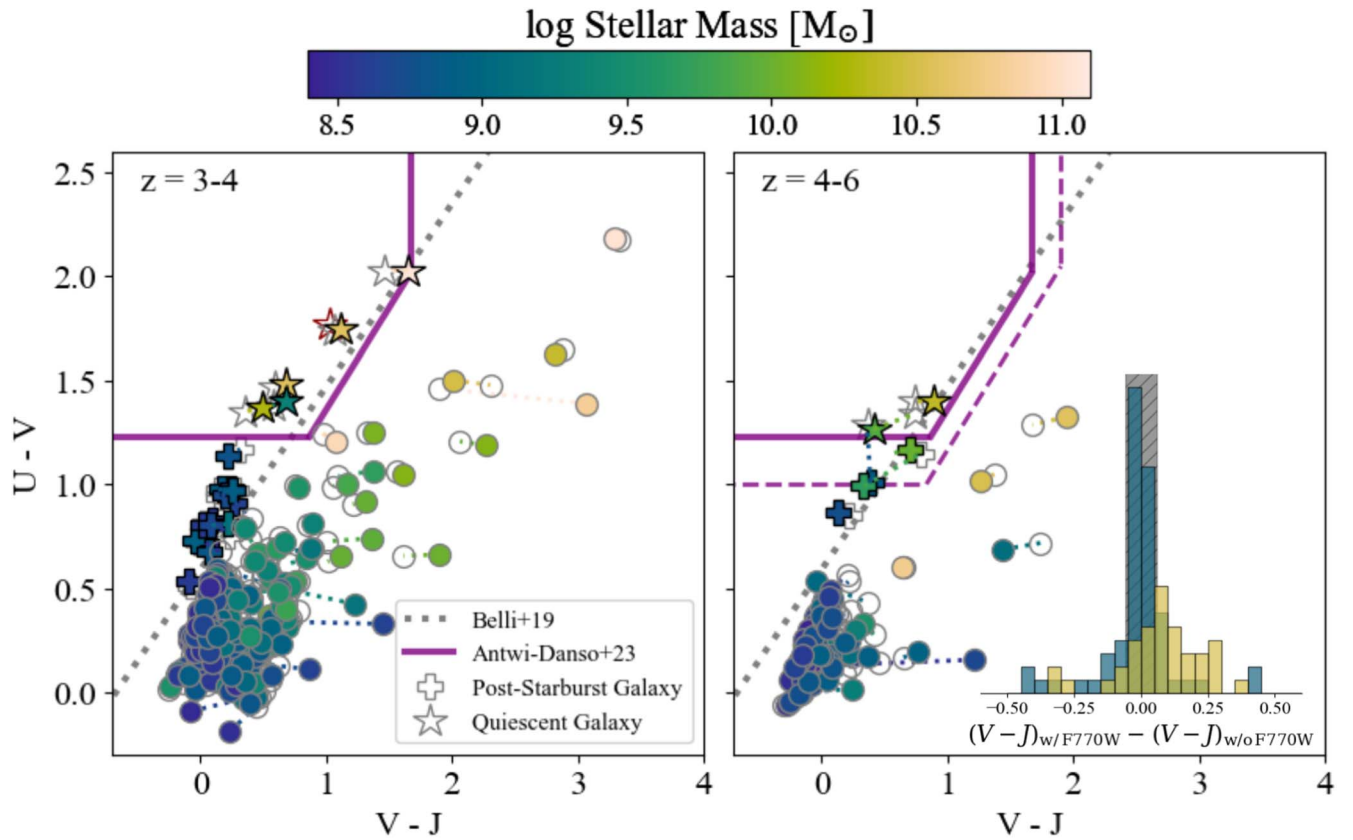 log Stellar Mass [M☉]
8.5 9.0 9.5 10.0 10.5 11.0
z = 3-4
z = 4-6
2.5
2.0
1.5
1.0
0.5
0.0
U - V
Belli+19
Antwi-Danso+23
Post-Starburst Galaxy
Quiescent Galaxy
−0.50 −0.25 0.00 0.25 0.50
(V − J)w/ F770W − (V − J)w/o F770W
0 1 2 3 4
0 1 2 3 4
V - J
V - J